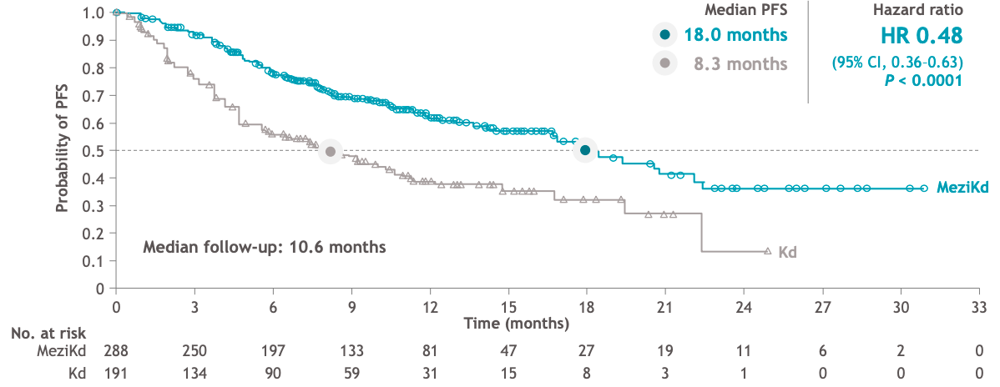 Median PFS
18.0 months
8.3 months
Hazard ratio
HR 0.48
(95% CI, 0.36–0.63)
P < 0.0001
Probability of PFS
1.0
0.9
0.8
0.7
0.6
0.5
0.4
0.3
0.2
0.1
0
MeziKd
Kd
Median follow-up: 10.6 months
0 3 6 9 12 15 18 21 24 27 30 33
Time (months)
No. at risk
MeziKd 288 250 197 133 81 47 27 19 11 6 2 0
Kd 191 134 90 59 31 15 8 3 1 0 0 0